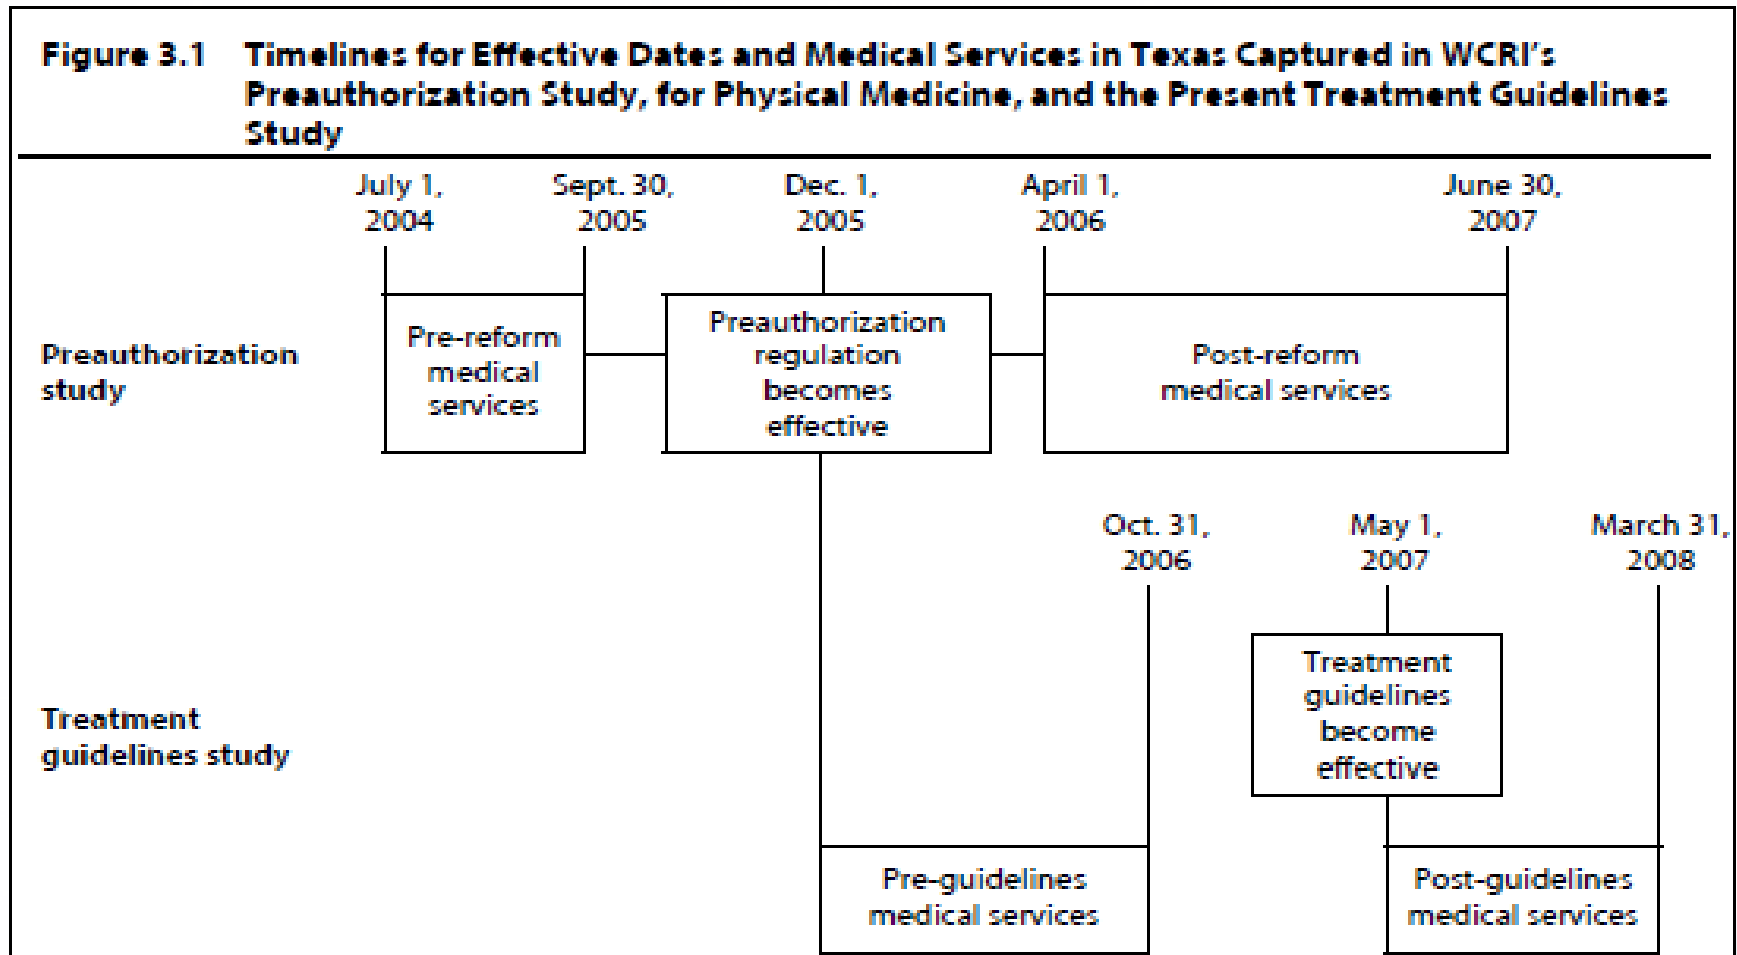 Figure 3.1 Timelines for Effective Dates and Medical Services in Texas Captured in WCRI's
Preauthorization Study, for Physical Medicine, and the Present Treatment Guidelines
Study
July 1,
2004
Sept. 30,
2005
Dec. 1,
2005
April 1,
2006
June 30,
2007
Preauthorization
study
Pre-reform
medical
services
Preauthorization
regulation
becomes
effective
Post-reform
medical services
Oct. 31,
2006
May 1,
2007
March 31,
2008
Treatment
guidelines study
Treatment
guidelines
become
effective
Pre-guidelines
medical services
Post-guidelines
medical services